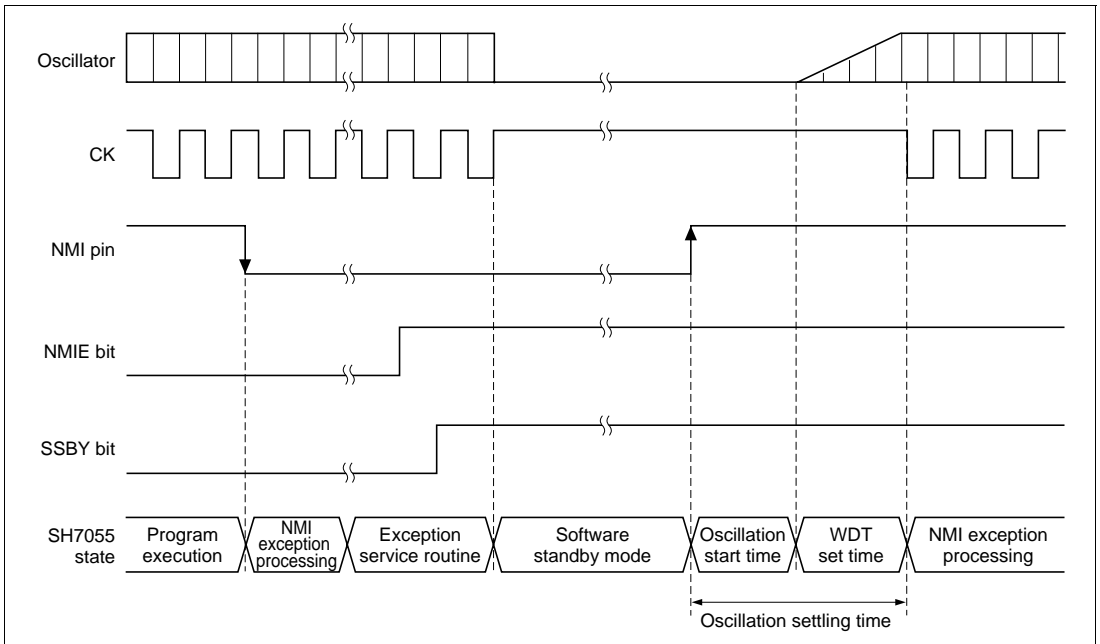 Oscillator
CK
NMI pin
NMIE bit
SSBY bit
SH7055
state
Program
execution
NMI
exception
processing
Exception
service routine
Software
standby mode
Oscillation
start time
WDT
set time
NMI exception
processing
Oscillation settling time